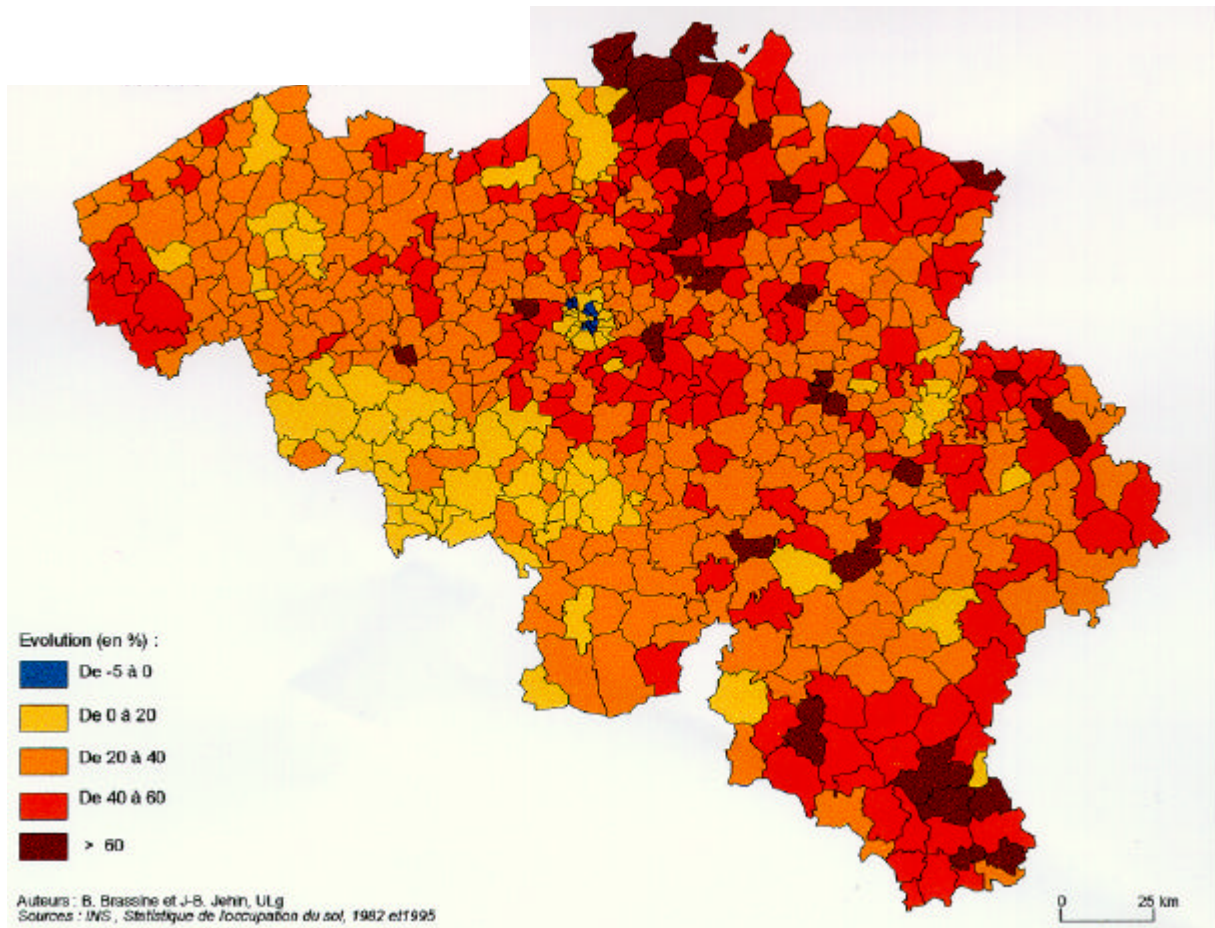 Evolution (en %) :
De -5 à 0
De 0 à 20
De 20 à 40
De 40 à 60
> 60
Auteurs : B. Brassine et J-B. Jehin, ULg
Sources : INS , Statistique de l'occupation du sol, 1982 et1995
0 25 km